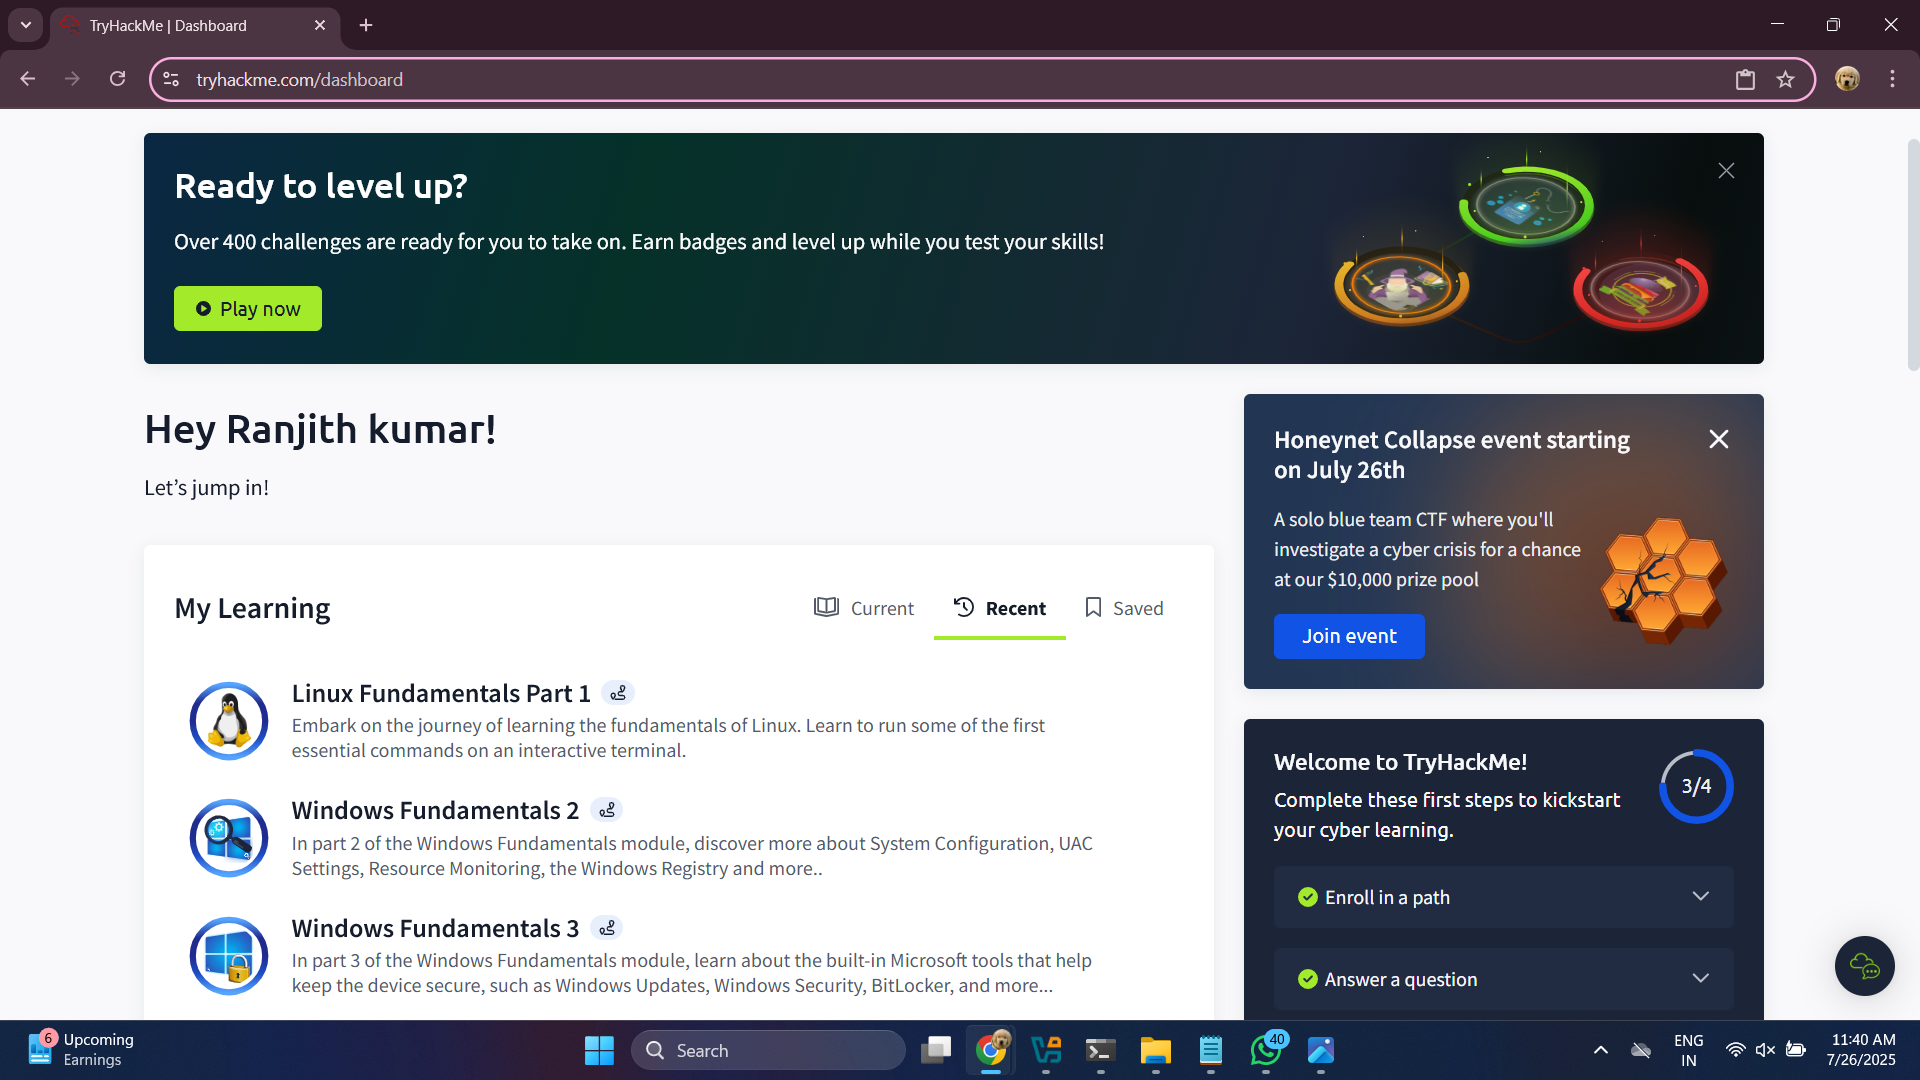 TryHackMe | Dashboard
tryhackme.com/dashboard
Ready to level up?
Over 400 challenges are ready for you to take on. Earn badges and level up while you test your skills!
Play now
Hey Ranjith kumar!
Let’s jump in!
My Learning
Current
Recent
Saved
Linux Fundamentals Part 1
Embark on the journey of learning the fundamentals of Linux. Learn to run some of the first
essential commands on an interactive terminal.
Windows Fundamentals 2
In part 2 of the Windows Fundamentals module, discover more about System Configuration, UAC
Settings, Resource Monitoring, the Windows Registry and more..
Windows Fundamentals 3
In part 3 of the Windows Fundamentals module, learn about the built-in Microsoft tools that help
keep the device secure, such as Windows Updates, Windows Security, BitLocker, and more...
Honeynet Collapse event starting
on July 26th
A solo blue team CTF where you'll
investigate a cyber crisis for a chance
at our $10,000 prize pool
Join event
Welcome to TryHackMe!
3/4
Complete these first steps to kickstart
your cyber learning.
Enroll in a path
Answer a question
6
Upcoming
Earnings
Search
40
ENG
IN
11:40 AM
7/26/2025